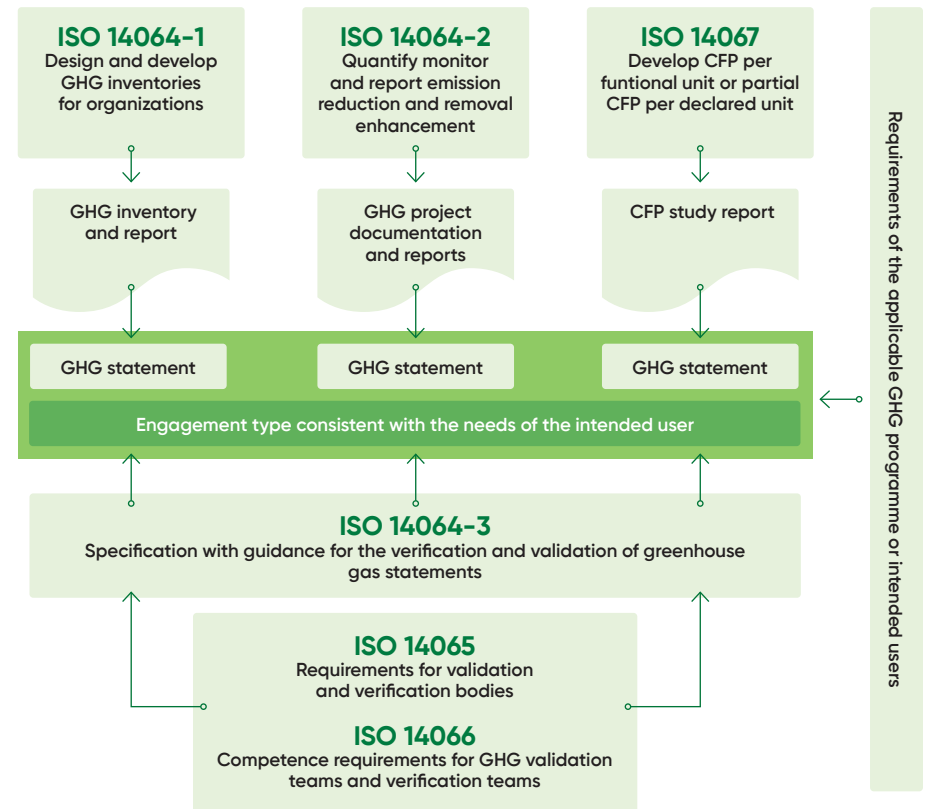 ISO 14064-1
Design and develop
GHG inventories
for organizations
ISO 14064-2
Quantify monitor
and report emission
reduction and removal
enhancement
ISO 14067
Develop CFP per
funtional unit or partial
CFP per declared unit
GHG inventory
and report
GHG project
documentation
and reports
CFP study report
GHG statement
GHG statement
GHG statement
Engagement type consistent with the needs of the intended user
ISO 14064-3
Specification with guidance for the verification and validation of greenhouse
gas statements
ISO 14065
Requirements for validation
and verification bodies
ISO 14066
Competence requirements for GHG validation
teams and verification teams
Requirements of the applicable GHG programme or intended users